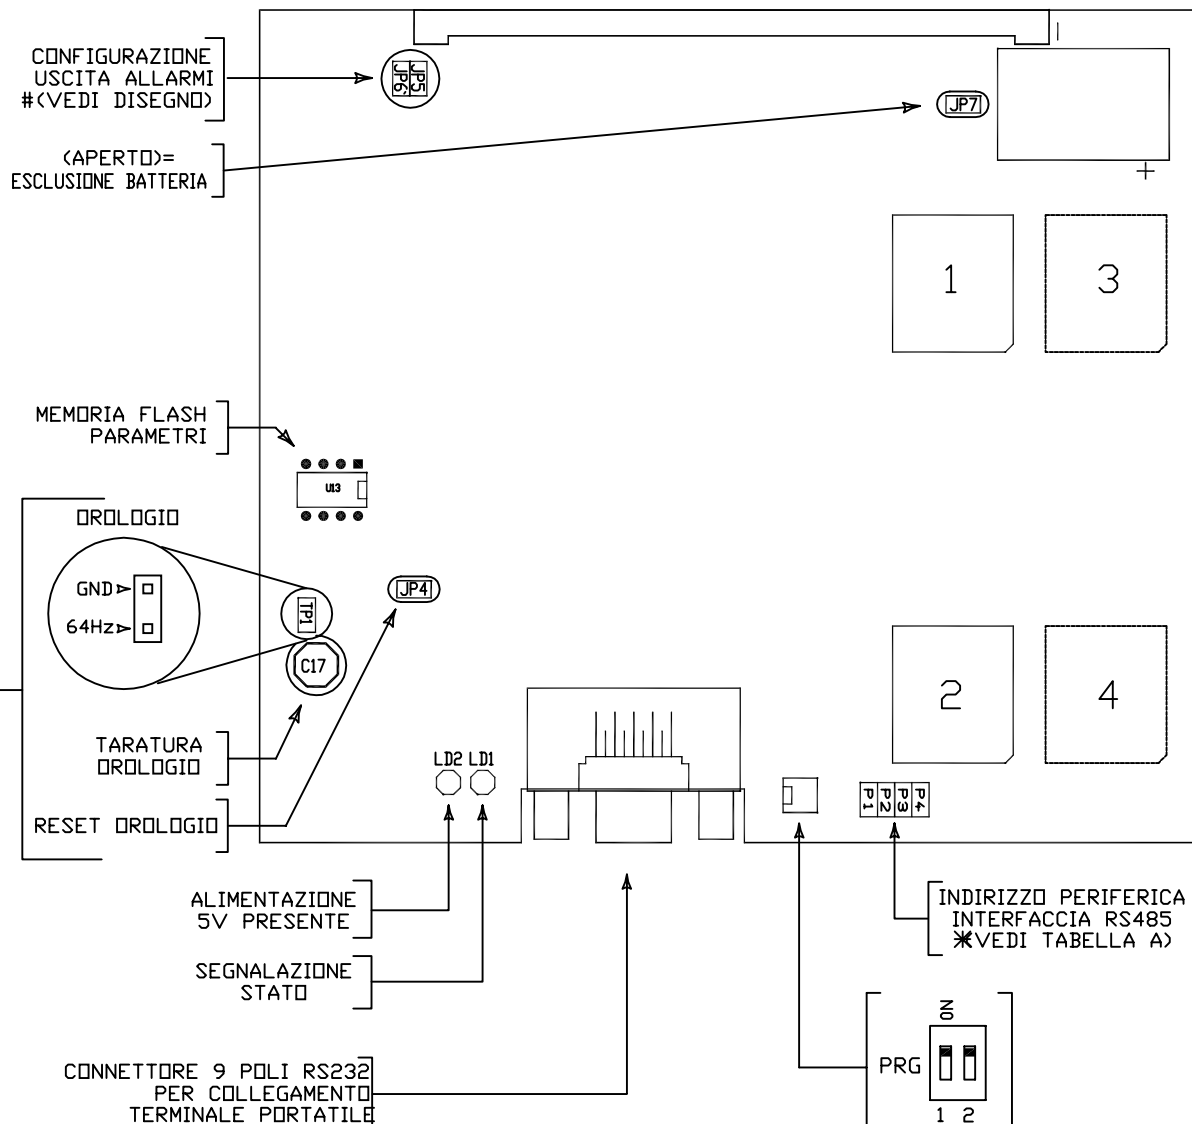 CONFIGURAZIONE
USCITA ALLARMI
#(VEDI DISEGNO)
JP5
JP6
(APERTO)=
ESCLUSIONE BATTERIA
JP7
+
1
3
MEMORIA FLASH
PARAMETRI
U13
OROLOGIO
GND
64Hz
TP1
JP4
C17
2
4
TARATURA
OROLOGIO
LD2 LD1
P1 P2 P3 P4
RESET OROLOGIO
ALIMENTAZIONE
5V PRESENTE
INDIRIZZO PERIFERICA
INTERFACCIA RS485
*VEDI TABELLA A)
SEGNALAZIONE
STATO
NO
PRG
1 2
CONNETTORE 9 POLI RS232
PER COLLEGAMENTO
TERMINALE PORTATILE